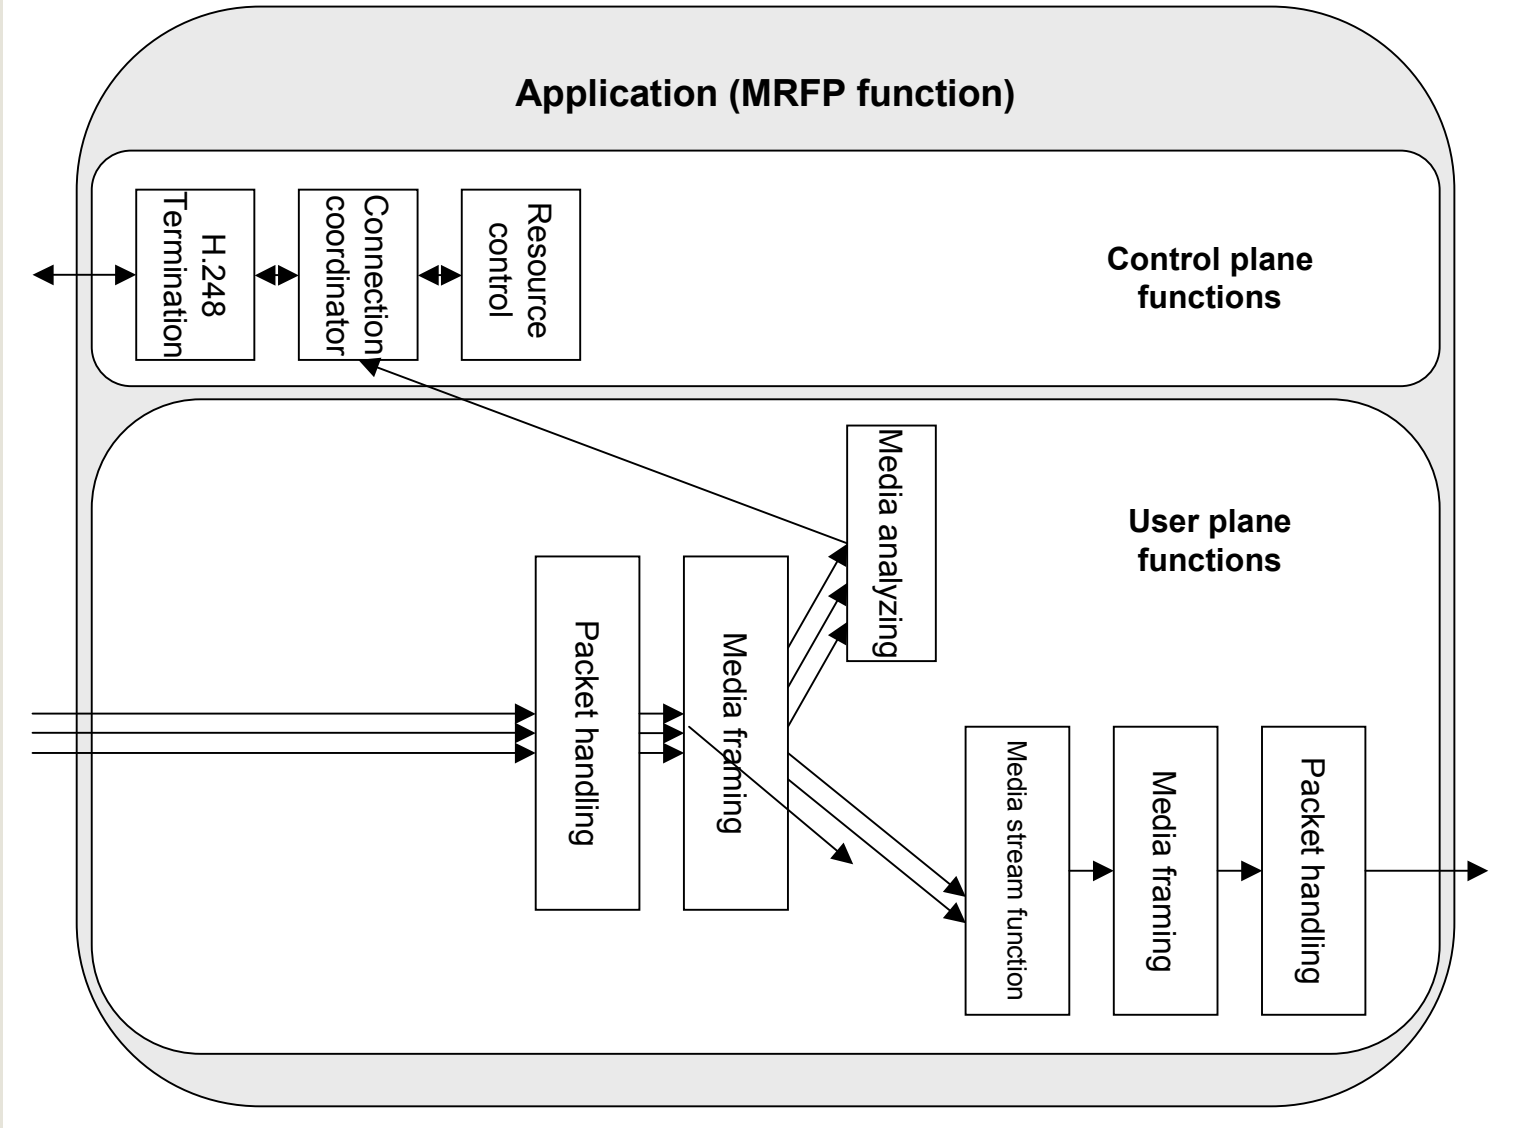 Application (MRFP function)
H.248
Termination
Connection
coordinator
Resource
control
Control plane
functions
Media analyzing
User plane
functions
Packet handling
Media framing
Media stream function
Media framing
Packet handling